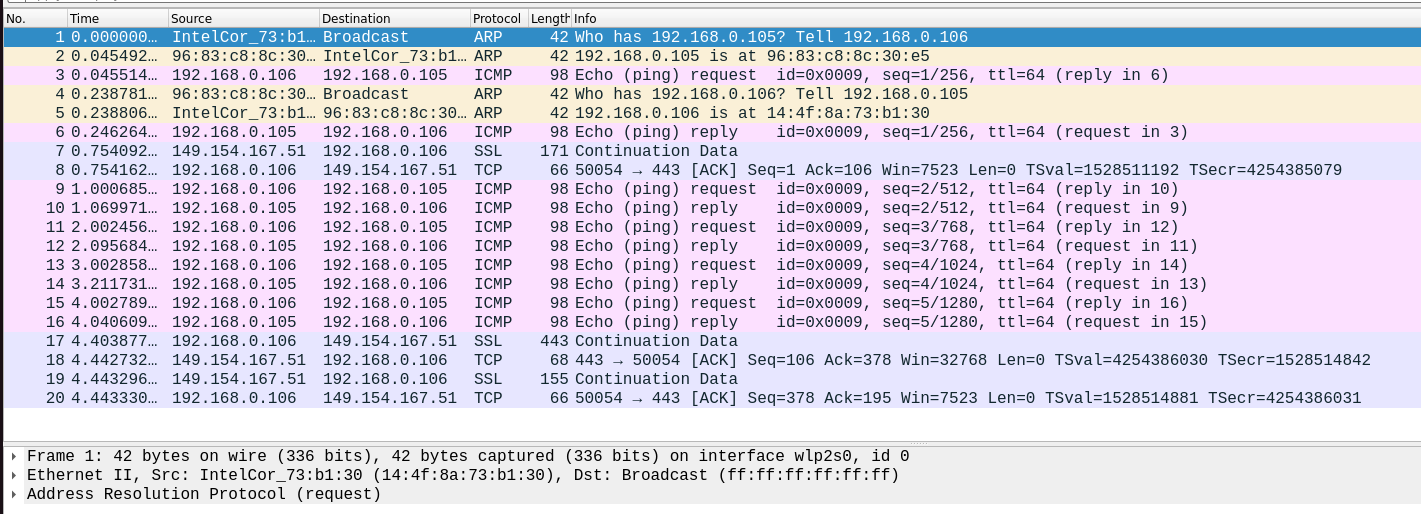 No. Time Source Destination Protocol Length Info
1 0.000000… IntelCor_73:b1… Broadcast ARP 42 Who has 192.168.0.105? Tell 192.168.0.106
2 0.045492… 96:83:c8:8c:30… IntelCor_73:b1… ARP 42 192.168.0.105 is at 96:83:c8:8c:30:e5
3 0.045514… 192.168.0.106 192.168.0.105 ICMP 98 Echo (ping) request id=0x0009, seq=1/256, ttl=64 (reply in 6)
4 0.238781… 96:83:c8:8c:30… Broadcast ARP 42 Who has 192.168.0.106? Tell 192.168.0.105
5 0.238806… IntelCor_73:b1… 96:83:c8:8c:30… ARP 42 192.168.0.106 is at 14:4f:8a:73:b1:30
6 0.246264… 192.168.0.105 192.168.0.106 ICMP 98 Echo (ping) reply id=0x0009, seq=1/256, ttl=64 (request in 3)
7 0.754092… 149.154.167.51 192.168.0.106 SSL 171 Continuation Data
8 0.754162… 192.168.0.106 149.154.167.51 TCP 66 50054 → 443 [ACK] Seq=1 Ack=106 Win=7523 Len=0 TSval=1528511192 TSecr=4254385079
9 1.000685… 192.168.0.106 192.168.0.105 ICMP 98 Echo (ping) request id=0x0009, seq=2/512, ttl=64 (reply in 10)
10 1.069971… 192.168.0.105 192.168.0.106 ICMP 98 Echo (ping) reply id=0x0009, seq=2/512, ttl=64 (request in 9)
11 2.002456… 192.168.0.106 192.168.0.105 ICMP 98 Echo (ping) request id=0x0009, seq=3/768, ttl=64 (reply in 12)
12 2.095684… 192.168.0.105 192.168.0.106 ICMP 98 Echo (ping) reply id=0x0009, seq=3/768, ttl=64 (request in 11)
13 3.002858… 192.168.0.106 192.168.0.105 ICMP 98 Echo (ping) request id=0x0009, seq=4/1024, ttl=64 (reply in 14)
14 3.211731… 192.168.0.105 192.168.0.106 ICMP 98 Echo (ping) reply id=0x0009, seq=4/1024, ttl=64 (request in 13)
15 4.002789… 192.168.0.106 192.168.0.105 ICMP 98 Echo (ping) request id=0x0009, seq=5/1280, ttl=64 (reply in 16)
16 4.040609… 192.168.0.105 192.168.0.106 ICMP 98 Echo (ping) reply id=0x0009, seq=5/1280, ttl=64 (request in 15)
17 4.403877… 192.168.0.106 149.154.167.51 SSL 443 Continuation Data
18 4.442732… 149.154.167.51 192.168.0.106 TCP 68 443 → 50054 [ACK] Seq=106 Ack=378 Win=32768 Len=0 TSval=4254386030 TSecr=1528514842
19 4.443296… 149.154.167.51 192.168.0.106 SSL 155 Continuation Data
20 4.443330… 192.168.0.106 149.154.167.51 TCP 66 50054 → 443 [ACK] Seq=378 Ack=195 Win=7523 Len=0 TSval=1528514881 TSecr=4254386031
Frame 1: 42 bytes on wire (336 bits), 42 bytes captured (336 bits) on interface wlp2s0, id 0
Ethernet II, Src: IntelCor_73:b1:30 (14:4f:8a:73:b1:30), Dst: Broadcast (ff:ff:ff:ff:ff:ff)
Address Resolution Protocol (request)